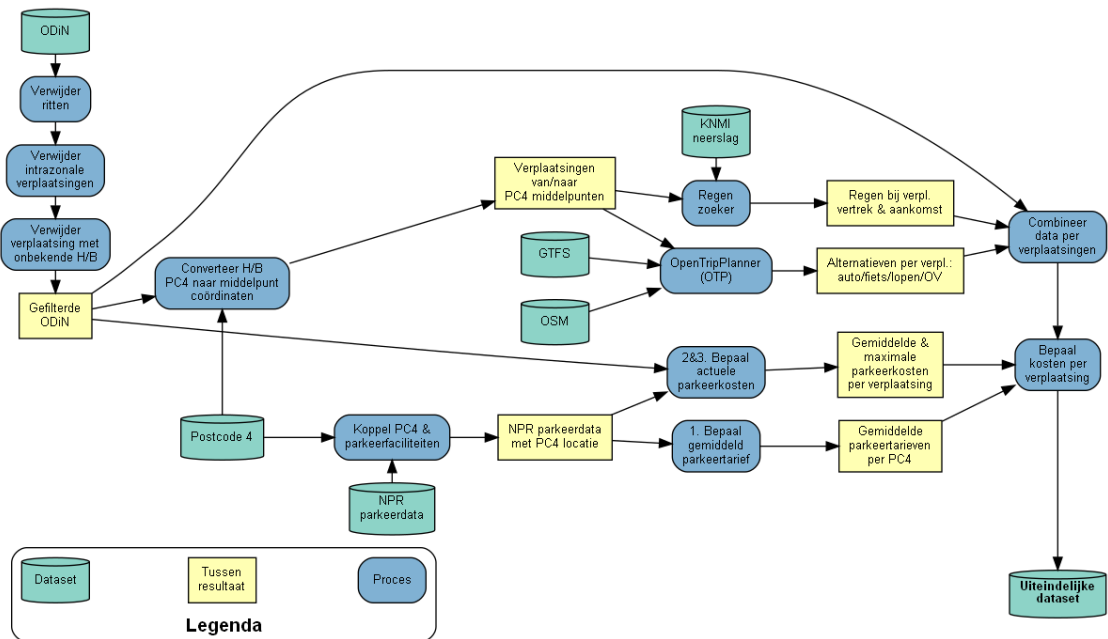 ODiN
Verwijder
ritten
Verwijder
intrazonale
verplaatsingen
Verwijder
verplaatsing met
onbekende H/B
Gefilterde
ODiN
Converteer H/B
PC4 naar middelpunt
coördinaten
Postcode 4
Koppel PC4 &
parkeerfaciliteiten
NPR
parkeerdata
Verplaatsingen
van/naar
PC4 middelpunten
GTFS
OSM
NPR parkeerdata
met PC4 locatie
KNMI
neerslag
Regen
zoeker
OpenTripPlanner
(OTP)
2&3. Bepaal
actuele
parkeerkosten
1. Bepaal
gemiddeld
parkeertarief
Regen bij verpl.
vertrek & aankomst
Alternatieven per verpl.:
auto/fiets/lopen/OV
Gemiddelde &
maximale
parkeerkosten
per verplaatsing
Gemiddelde
parkeertarieven
per PC4
Combineer
data per
verplaatsingen
Bepaal
kosten per
verplaatsing
Uiteindelijke
dataset
Dataset
Tussen
resultaat
Proces
Legenda